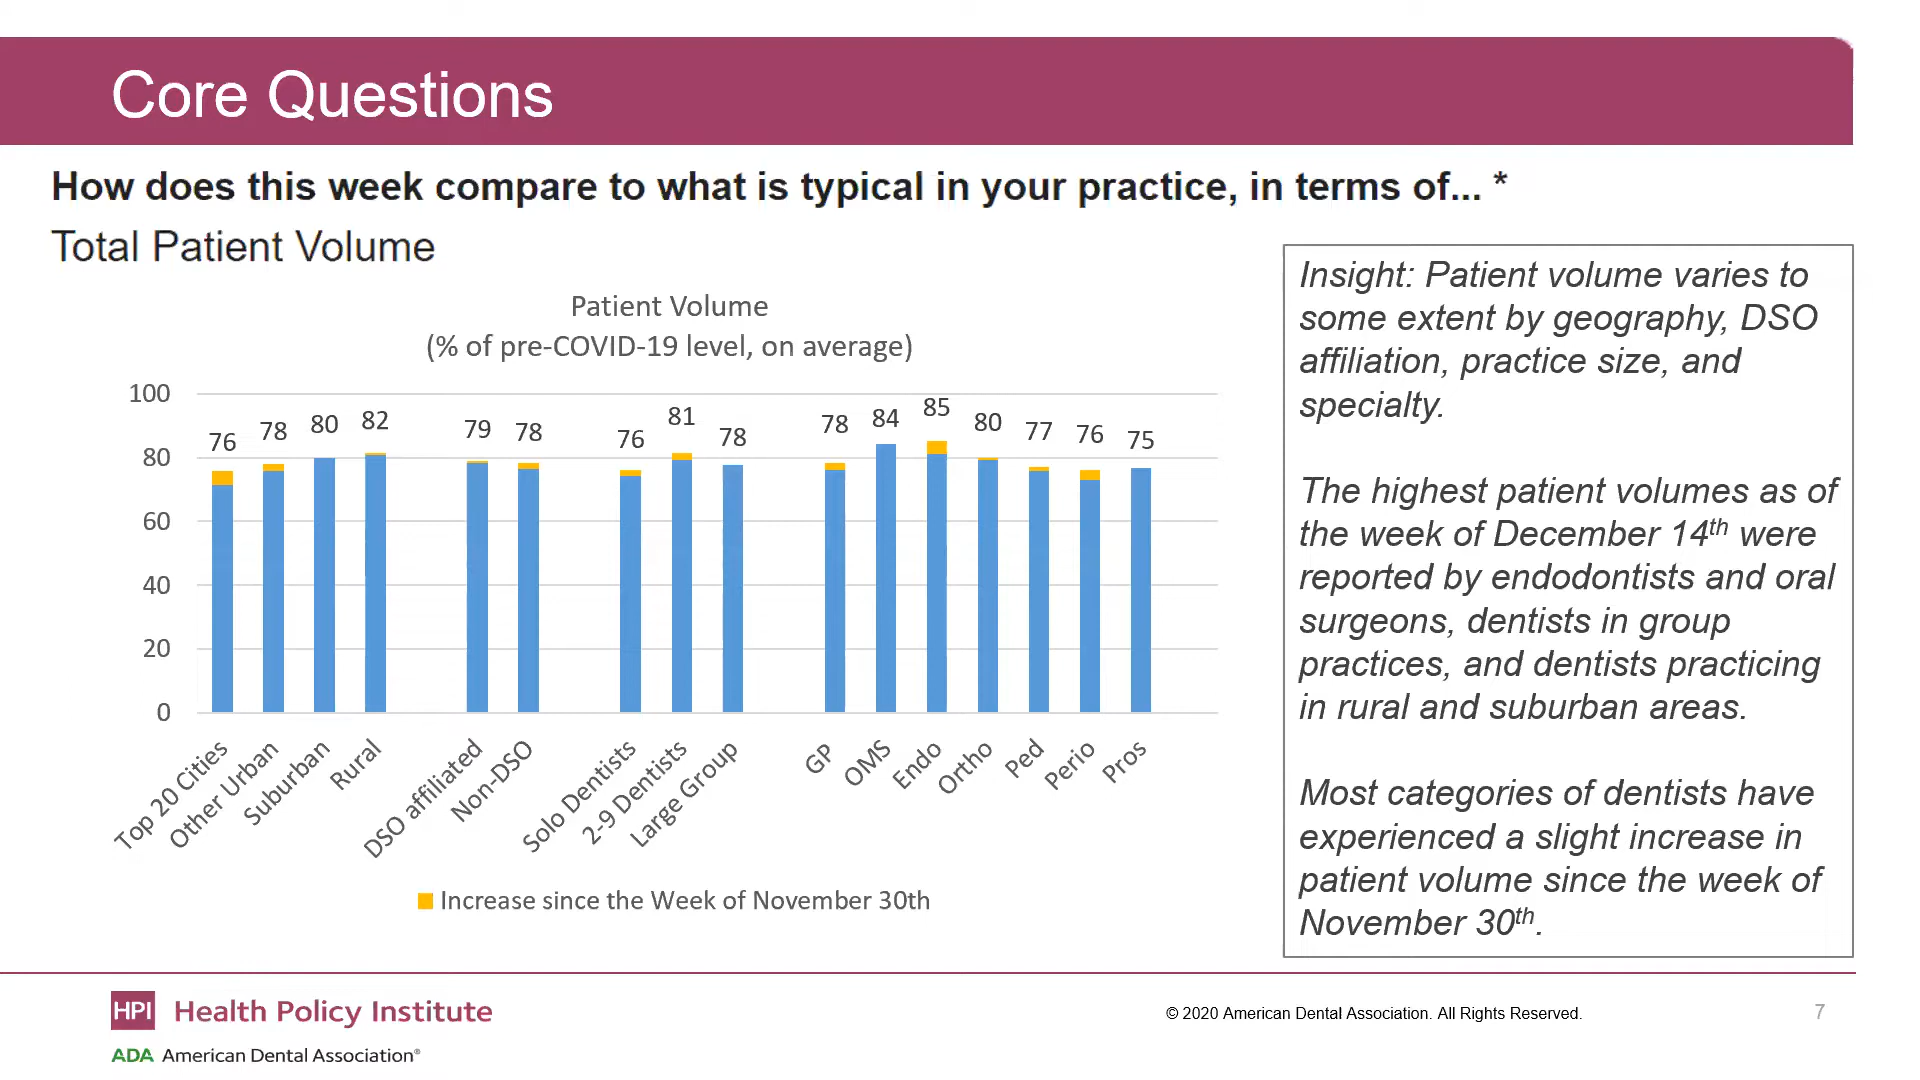 Core Questions
How does this week compare to what is typical in your practice, in terms of... *
Total Patient Volume
Patient Volume
(% of pre-COVID-19 level, on average)
100
80
60
40
20
0
76
78
80
82
79
78
76
81
78
78
84
85
80
77
76
75
Top 20 Cities
Other Urban
Suburban
Rural
DSO affiliated
Non-DSO
Solo Dentists
2-9 Dentists
Large Group
GP
OMS
Endo
Ortho
Ped
Perio
Pros
Increase since the Week of November 30th
Insight: Patient volume varies to
some extent by geography, DSO
affiliation, practice size, and
specialty.
The highest patient volumes as of
the week of December 14th were
reported by endodontists and oral
surgeons, dentists in group
practices, and dentists practicing
in rural and suburban areas.
Most categories of dentists have
experienced a slight increase in
patient volume since the week of
November 30th.
HPI Health Policy Institute
ADA American Dental Association®
© 2020 American Dental Association. All Rights Reserved.
7